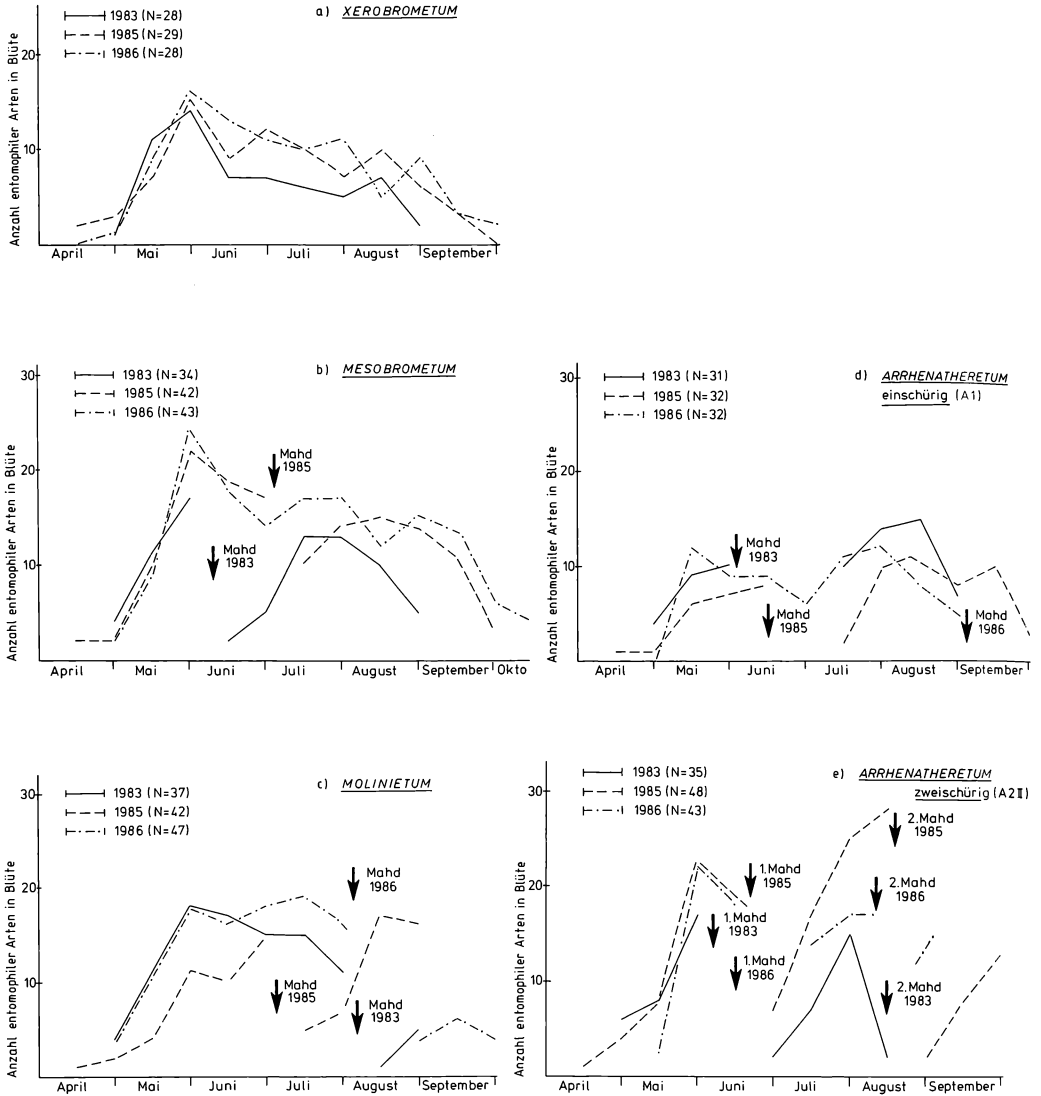 a) XEROBROMETUM
1983 (N=28)
1985 (N=29)
1986 (N=28)
Anzahl entomophiler Arten in Blüte
20
10
April Mai Juni Juli August September
b) MESOBROMETUM
1983 (N=34)
1985 (N=42)
1986 (N=43)
Anzahl entomophiler Arten in Blüte
30
20
10
Mahd
1985
Mahd
1983
April Mai Juni Juli August September Okto
d) ARRHENATHERETUM
einschürig (A1)
1983 (N=31)
1985 (N=32)
1986 (N=32)
Anzahl entomophiler Arten in Blüte
30
20
10
Mahd
1983
Mahd
1985
Mahd
1986
April Mai Juni Juli August September
c) MOLINIETUM
1983 (N=37)
1985 (N=42)
1986 (N=47)
Anzahl entomophiler Arten in Blüte
30
20
10
Mahd
1986
Mahd
1985
Mahd
1983
April Mai Juni Juli August September
e) ARRHENATHERETUM
zweischürig (A2II)
1983 (N=35)
1985 (N=48)
1986 (N=43)
Anzahl entomophiler Arten in Blüte
30
20
10
1.Mahd
1985
1.Mahd
1983
1.Mahd
1986
2.Mahd
1985
2.Mahd
1986
2.Mahd
1983
April Mai Juni Juli August September